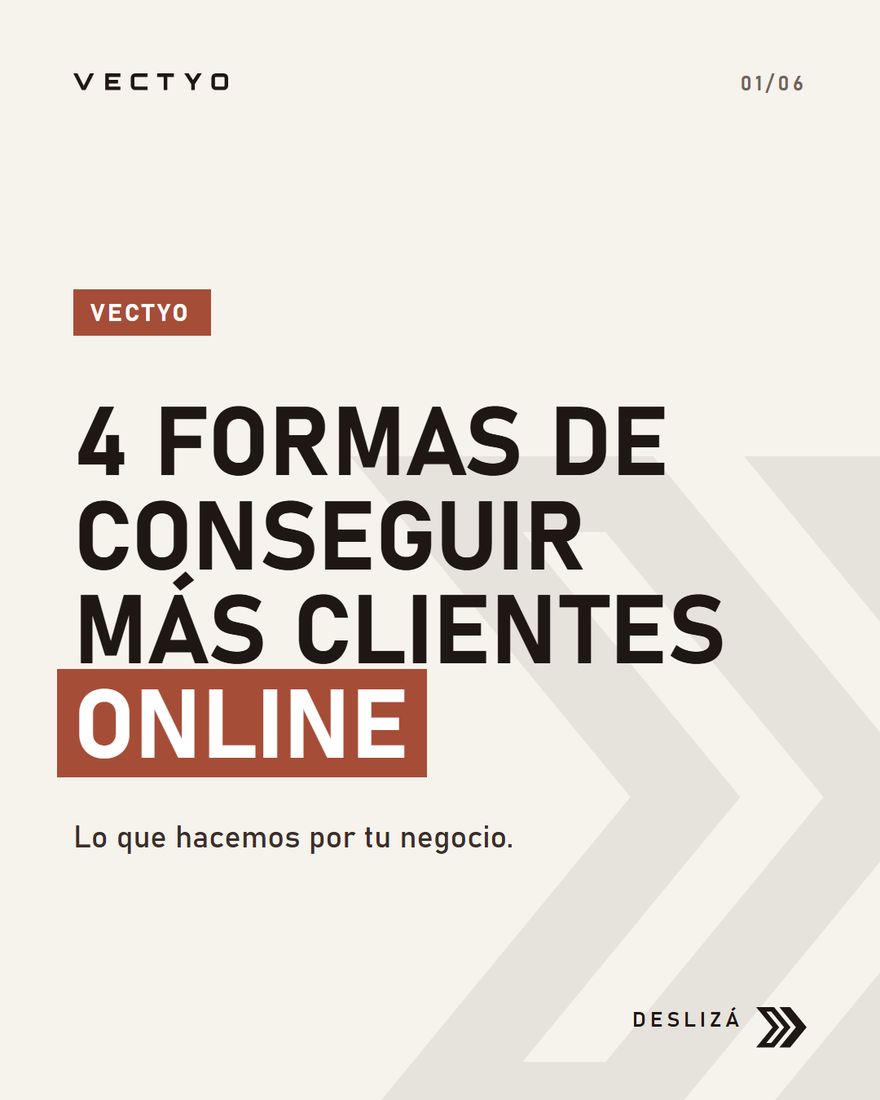 VECTYO
01/06
VECTYO
4 FORMAS DE
CONSEGUIR
MÁS CLIENTES
ONLINE
Lo que hacemos por tu negocio.
DESLIZÁ